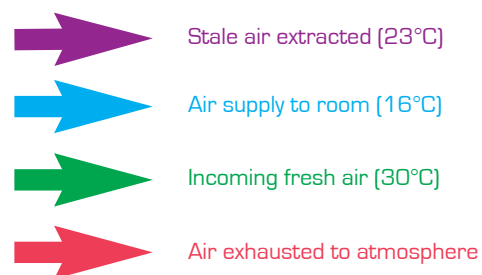 Stale air extracted (23°C)
Air supply to room (16°C)
Incoming fresh air (30°C)
Air exhausted to atmosphere